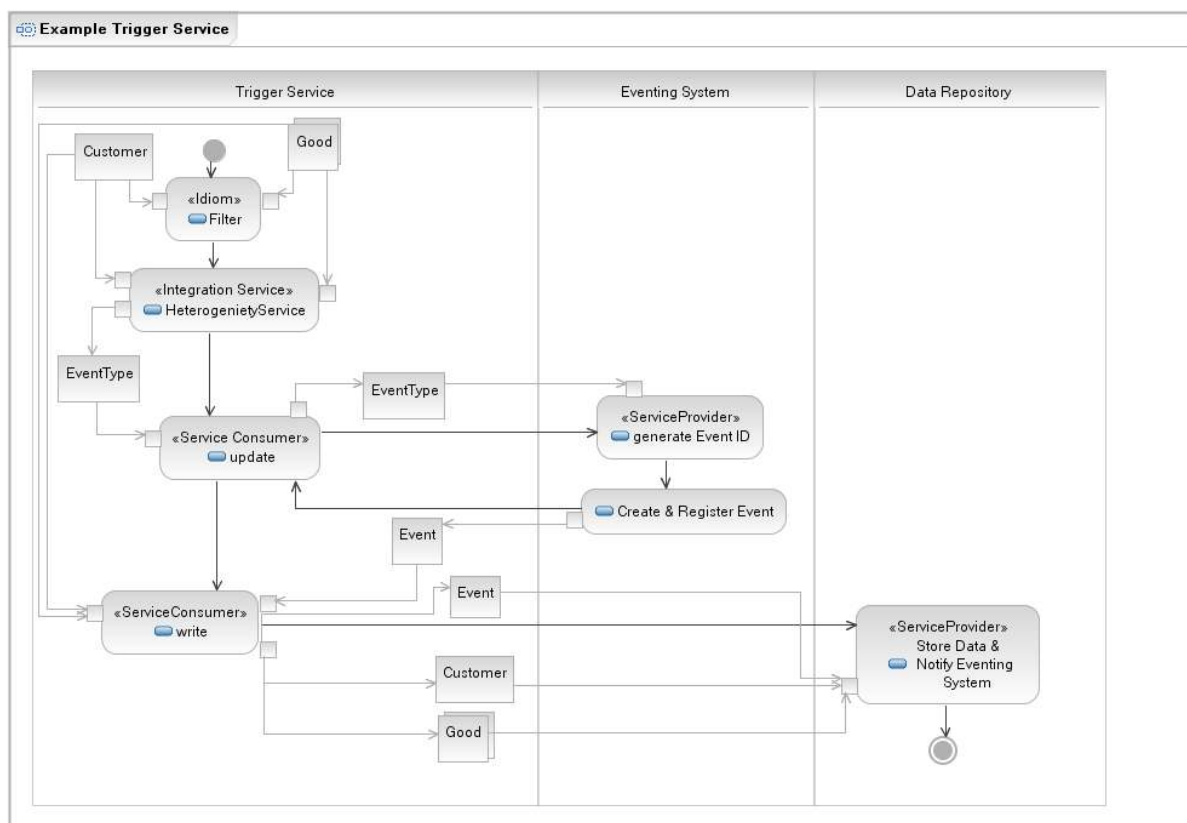 Example Trigger Service
Trigger Service
Eventing System
Data Repository
Customer
Good
«Idiom»
Filter
«Integration Service»
HeterogenietyService
EventType
EventType
«Service Consumer»
update
«ServiceProvider»
generate Event ID
Create & Register Event
Event
Event
«ServiceConsumer»
write
«ServiceProvider»
Store Data &
Notify Eventing
System
Customer
Good